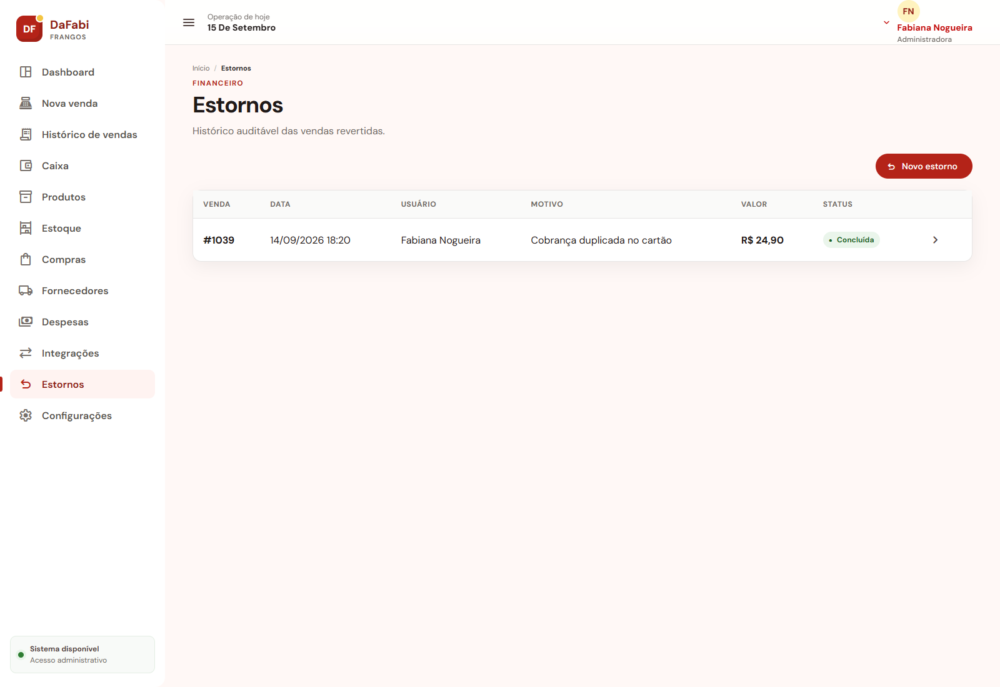 DF
DaFabi
FRANGOS
Dashboard
Nova venda
Histórico de vendas
Caixa
Produtos
Estoque
Compras
Fornecedores
Despesas
Integrações
Estornos
Configurações
Sistema disponível
Acesso administrativo
Operação de hoje
15 De Setembro
FN
Fabiana Nogueira
Administradora
Início / Estornos
FINANCEIRO
Estornos
Histórico auditável das vendas revertidas.
Novo estorno
VENDA DATA USUÁRIO MOTIVO VALOR STATUS
#1039 14/09/2026 18:20 Fabiana Nogueira Cobrança duplicada no cartão R$ 24,90 • Concluída